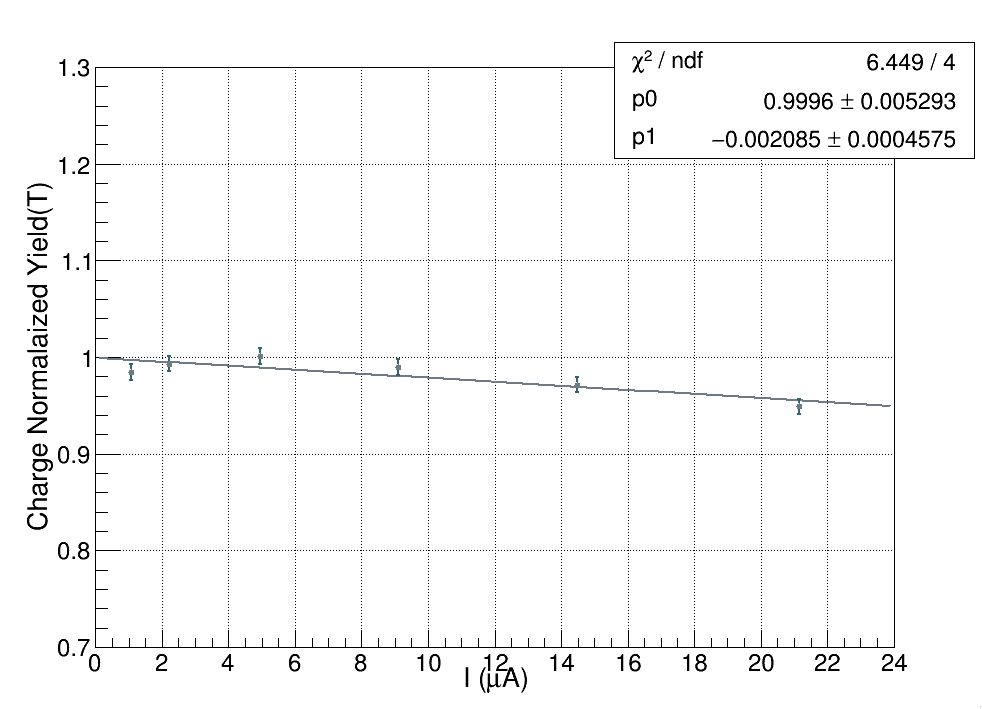 χ² / ndf 6.449 / 4
p0 0.9996 ± 0.005293
p1 −0.002085 ± 0.0004575
1.3
1.2
1.1
1
0.9
0.8
0.7
Charge Normalaized Yield(T)
0 2 4 6 8 10 12 14 16 18 20 22 24
I (μA)